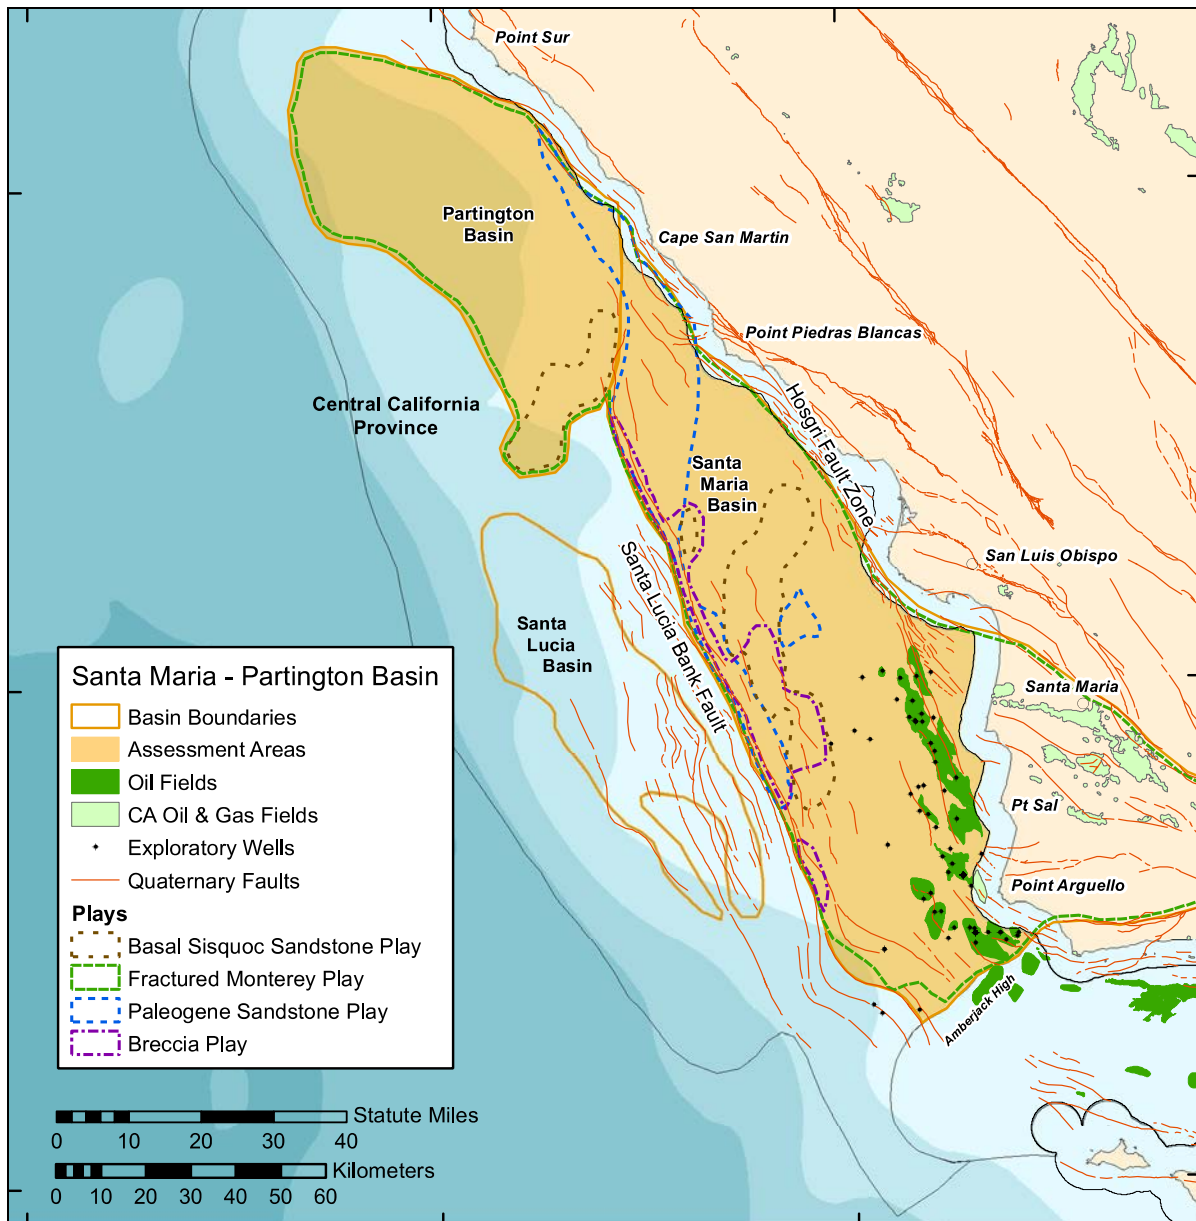 Point Sur
Partington
Basin
Cape San Martin
Point Piedras Blancas
Central California
Province
Hosgri Fault Zone
Santa
Maria
Basin
San Luis Obispo
Santa Lucia Bank Fault
Santa
Lucia
Basin
Santa Maria
Pt Sal
Point Arguello
Amberjack High
Santa Maria - Partington Basin
Basin Boundaries
Assessment Areas
Oil Fields
CA Oil & Gas Fields
Exploratory Wells
Quaternary Faults
Plays
Basal Sisquoc Sandstone Play
Fractured Monterey Play
Paleogene Sandstone Play
Breccia Play
Statute Miles
0 10 20 30 40
Kilometers
0 10 20 30 40 50 60